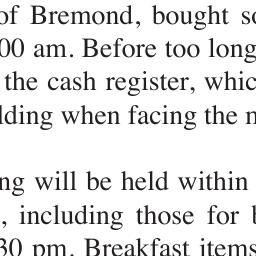 of Bremond, bought so
00 am. Before too long
the cash register, whic
lding when facing the
ng will be held within
, including those for
30 pm. Breakfast items